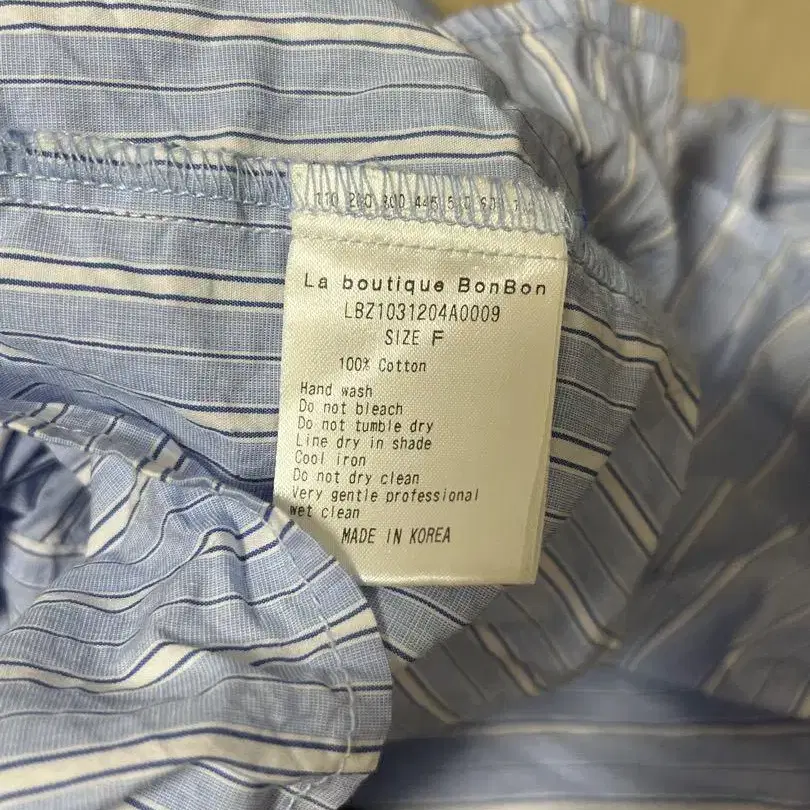 La boutique BonBon
LBZ1031204A0009
SIZE F
100% Cotton
Hand wash
Do not bleach
Do not tumble dry
Line dry in shade
Cool iron
Do not dry clean
Very gentle professional
wet clean
MADE IN KOREA